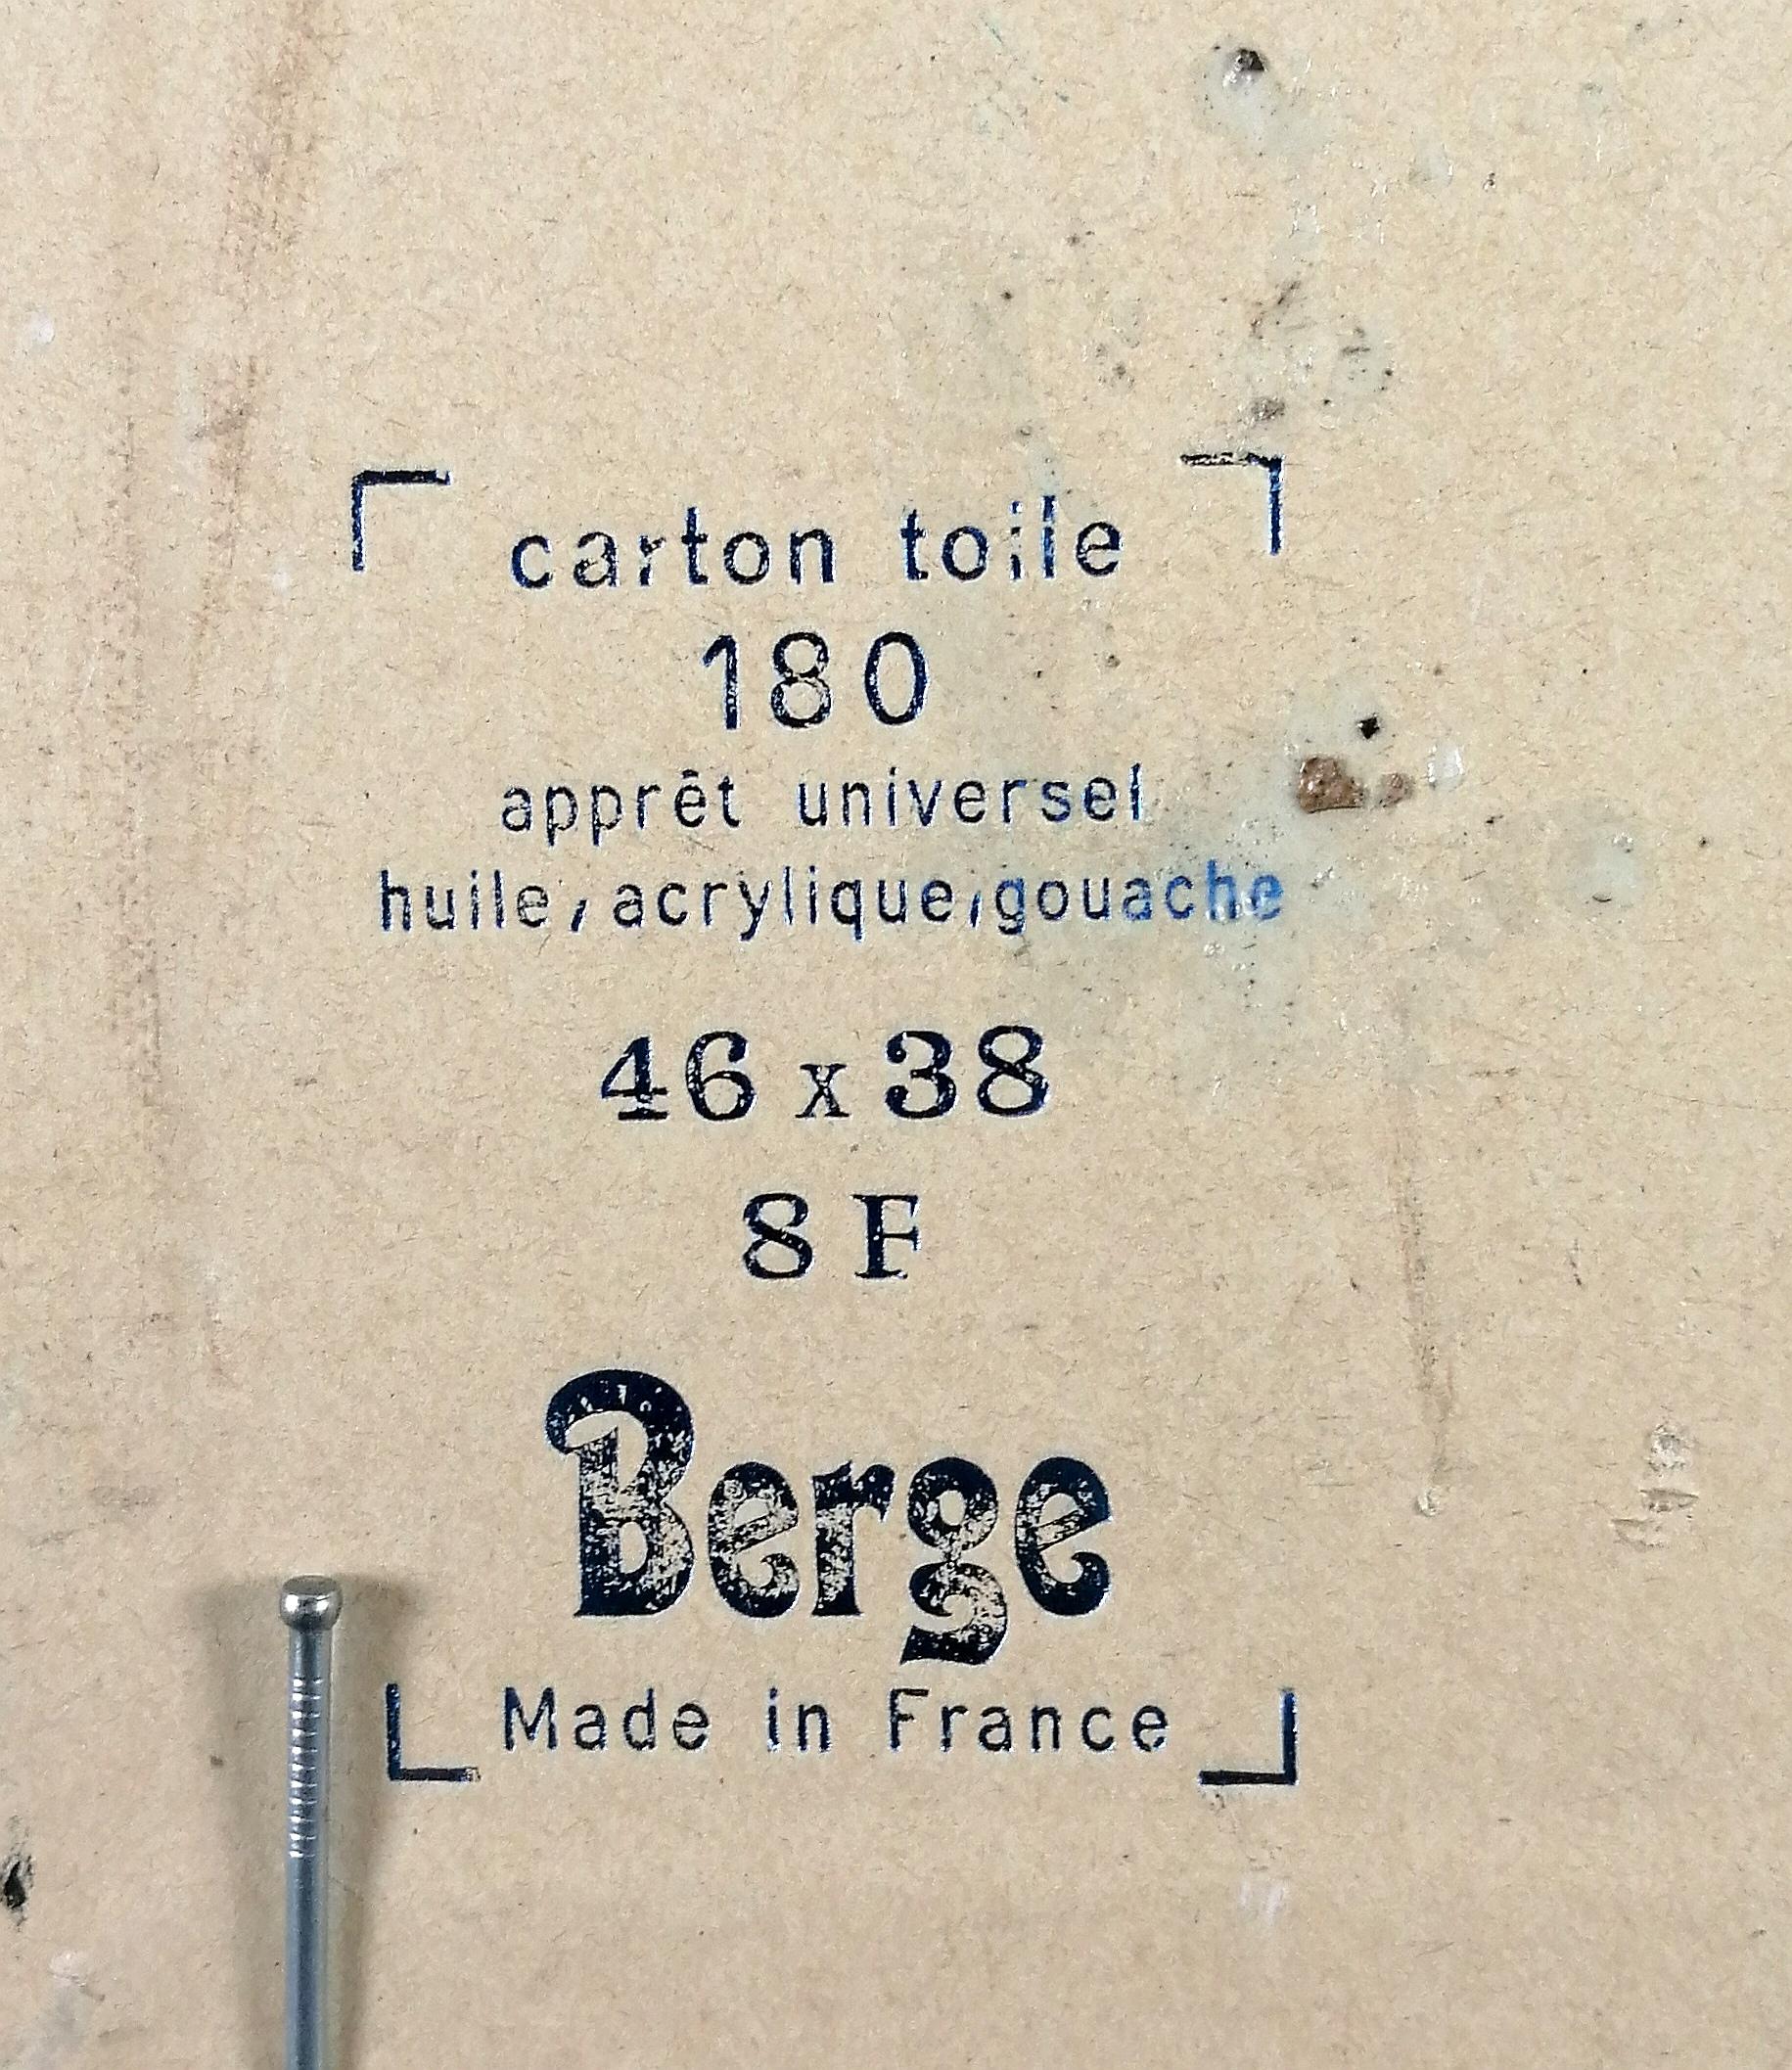 carton toile
180
apprêt universel
huile, acrylique, gouache
46 x 38
8 F
Berge
Made in France